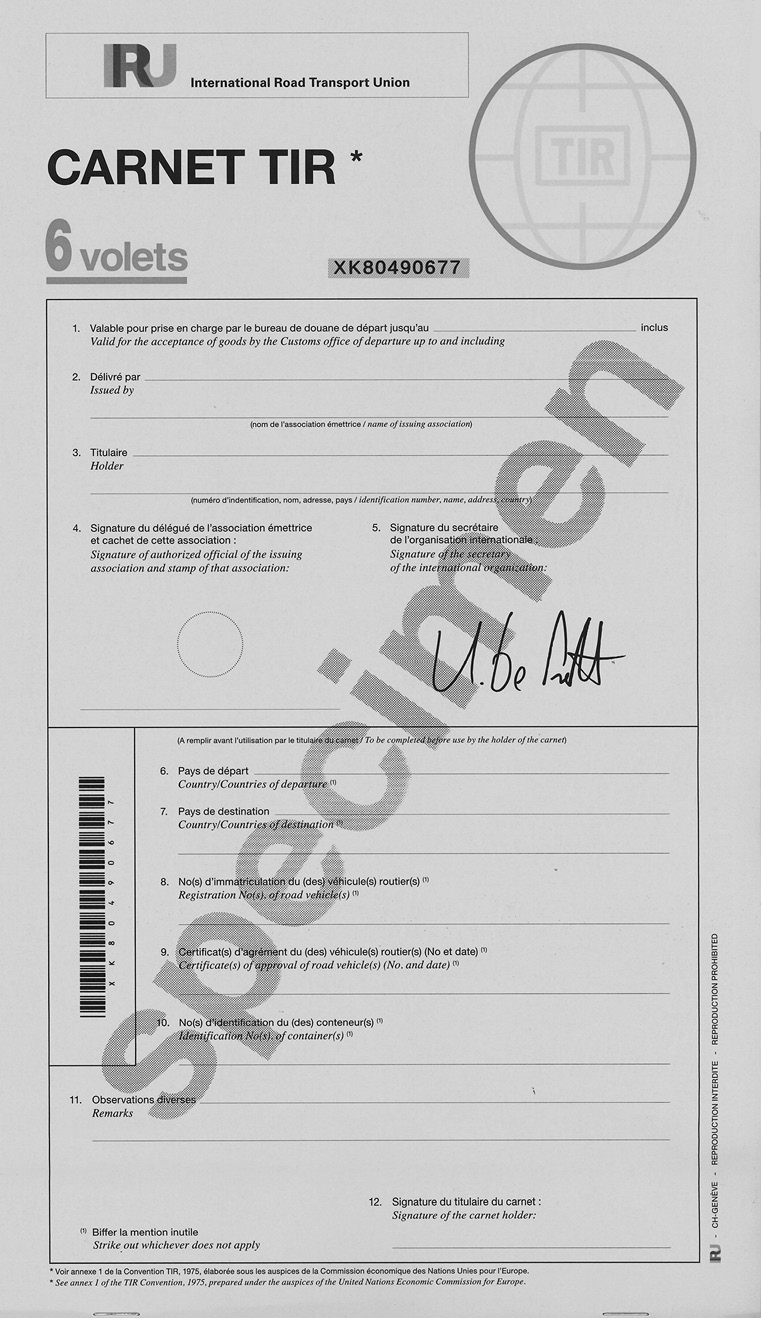 IRU International Road Transport Union
TIR
CARNET TIR *
6 volets
XK80490677
1. Valable pour prise en charge par le bureau de douane de départ jusqu'au inclus
Valid for the acceptance of goods by the Customs office of departure up to and including
2. Délivré par
Issued by
(nom de l'association émettrice / name of issuing association)
3. Titulaire
Holder
(numéro d'indentification, nom, adresse, pays / identification number, name, address, country)
4. Signature du délégué de l'association émettrice
et cachet de cette association :
Signature of authorized official of the issuing
association and stamp of that association:
5. Signature du secrétaire
de l'organisation internationale :
Signature of the secretary
of the international organization:
specimen
(A remplir avant l'utilisation par le titulaire du carnet / To be completed before use by the holder of the carnet)
6. Pays de départ
Country/Countries of departure (1)
7. Pays de destination
Country/Countries of destination (1)
8. No(s) d'immatriculation du (des) véhicule(s) routier(s) (1)
Registration No(s). of road vehicle(s) (1)
9. Certificat(s) d'agrément du (des) véhicule(s) routier(s) (No et date) (1)
Certificate(s) of approval of road vehicle(s) (No. and date) (1)
10. No(s) d'identification du (des) conteneur(s) (1)
Identification No(s). of container(s) (1)
XK80490677
11. Observations diverses
Remarks
12. Signature du titulaire du carnet :
Signature of the carnet holder:
(1) Biffer la mention inutile
Strike out whichever does not apply
* Voir annexe 1 de la Convention TIR, 1975, élaborée sous les auspices de la Commission économique des Nations Unies pour l'Europe.
* See annex 1 of the TIR Convention, 1975, prepared under the auspices of the United Nations Economic Commission for Europe.
IRU - CH-GENÈVE - REPRODUCTION INTERDITE - REPRODUCTION PROHIBITED